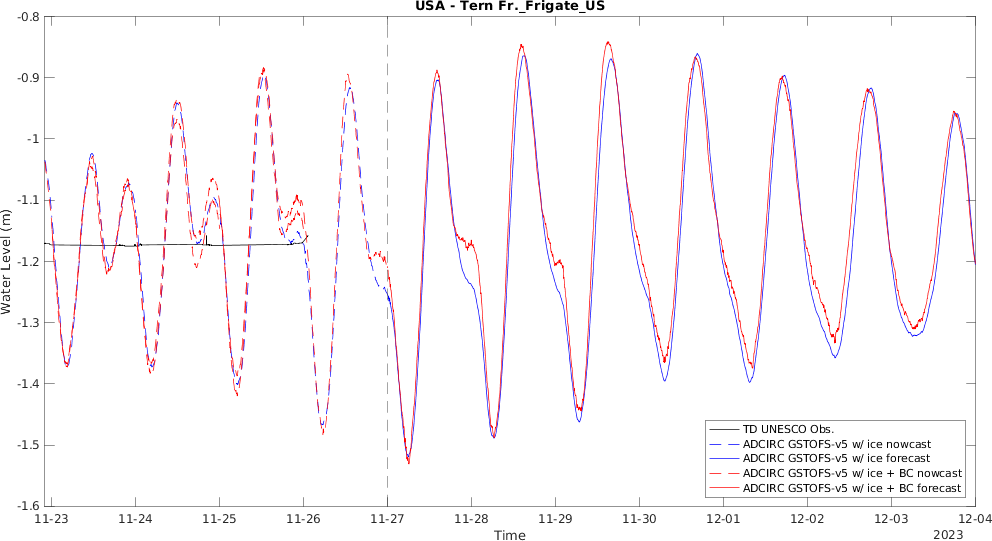 USA - Tern Fr._Frigate_US
Water Level (m)
-0.8
-0.9
-1
-1.1
-1.2
-1.3
-1.4
-1.5
-1.6
TD UNESCO Obs.
ADCIRC GSTOFS-v5 w/ ice nowcast
ADCIRC GSTOFS-v5 w/ ice forecast
ADCIRC GSTOFS-v5 w/ ice + BC nowcast
ADCIRC GSTOFS-v5 w/ ice + BC forecast
11-23 11-24 11-25 11-26 11-27 11-28 11-29 11-30 12-01 12-02 12-03 12-04
Time
2023